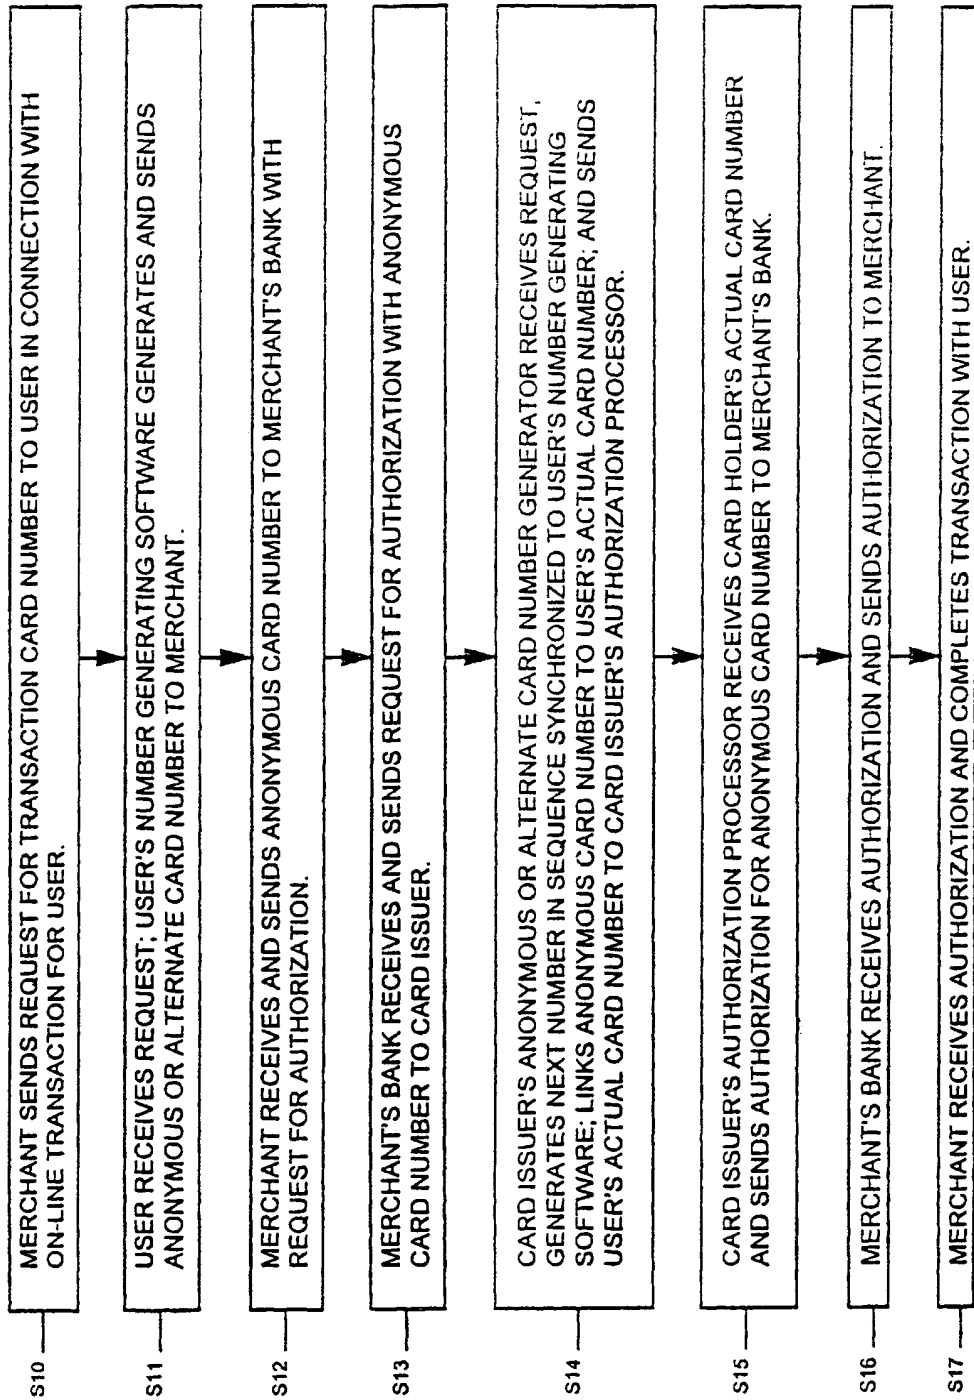 S10
MERCHANT SENDS REQUEST FOR TRANSACTION CARD NUMBER TO USER IN CONNECTION WITH
ON-LINE TRANSACTION FOR USER.
S11
USER RECEIVES REQUEST; USER'S NUMBER GENERATING SOFTWARE GENERATES AND SENDS
ANONYMOUS OR ALTERNATE CARD NUMBER TO MERCHANT.
S12
MERCHANT RECEIVES AND SENDS ANONYMOUS CARD NUMBER TO MERCHANT'S BANK WITH
REQUEST FOR AUTHORIZATION.
S13
MERCHANT'S BANK RECEIVES AND SENDS REQUEST FOR AUTHORIZATION WITH ANONYMOUS
CARD NUMBER TO CARD ISSUER.
S14
CARD ISSUER'S ANONYMOUS OR ALTERNATE CARD NUMBER GENERATOR RECEIVES REQUEST,
GENERATES NEXT NUMBER IN SEQUENCE SYNCHRONIZED TO USER'S NUMBER GENERATING
SOFTWARE; LINKS ANONYMOUS CARD NUMBER TO USER'S ACTUAL CARD NUMBER; AND SENDS
USER'S ACTUAL CARD NUMBER TO CARD ISSUER'S AUTHORIZATION PROCESSOR.
S15
CARD ISSUER'S AUTHORIZATION PROCESSOR RECEIVES CARD HOLDER'S ACTUAL CARD NUMBER
AND SENDS AUTHORIZATION FOR ANONYMOUS CARD NUMBER TO MERCHANT'S BANK.
S16
MERCHANT'S BANK RECEIVES AUTHORIZATION AND SENDS AUTHORIZATION TO MERCHANT.
S17
MERCHANT RECEIVES AUTHORIZATION AND COMPLETES TRANSACTION WITH USER.